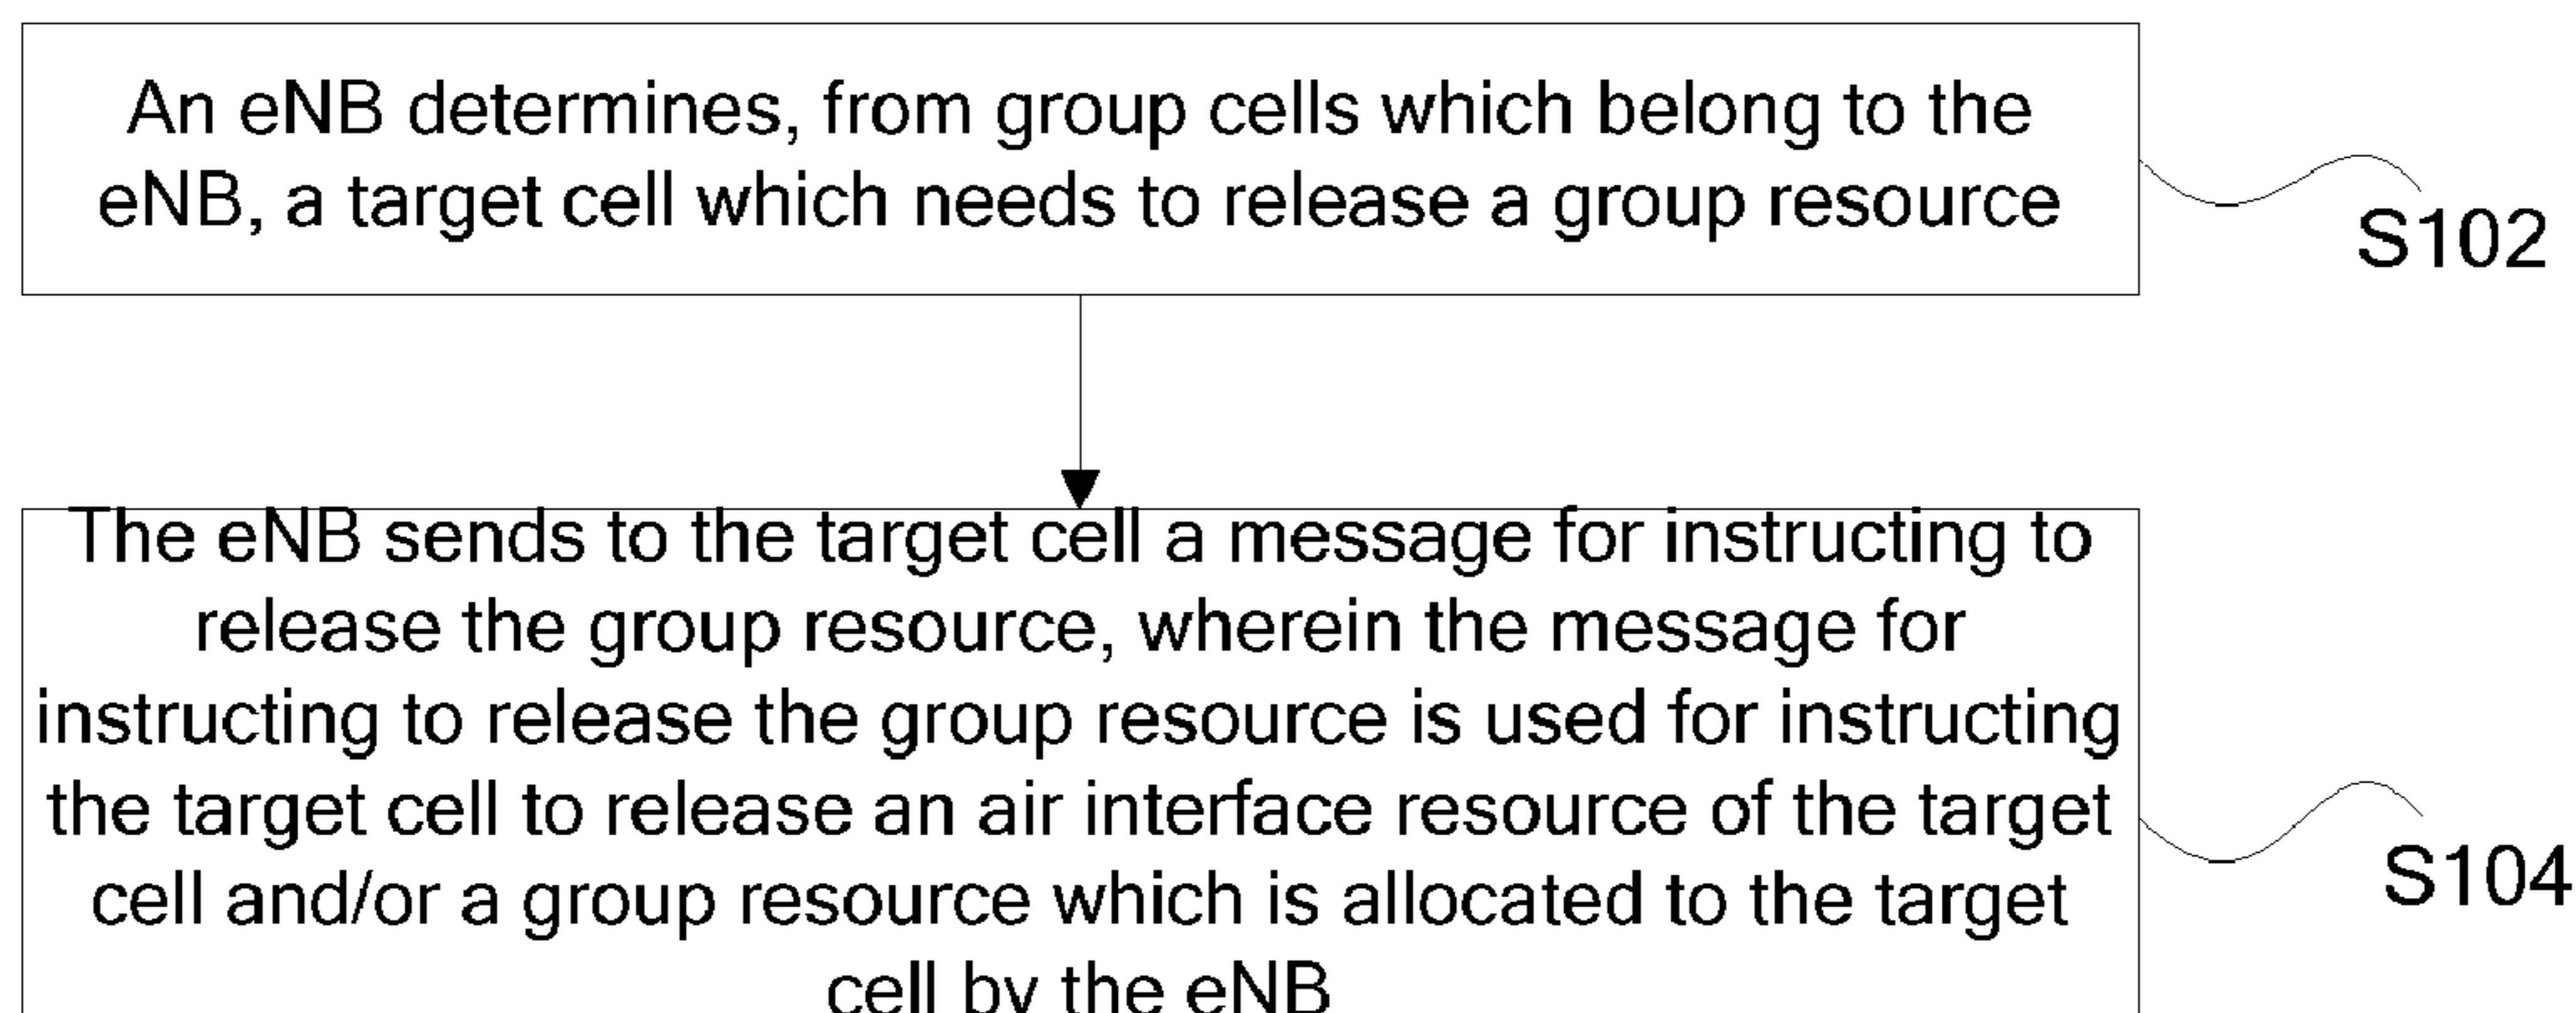 An eNB determines, from group cells which belong to the
eNB, a target cell which needs to release a group resource
S102
The eNB sends to the target cell a message for instructing to
release the group resource, wherein the message for
instructing to release the group resource is used for instructing
the target cell to release an air interface resource of the target
cell and/or a group resource which is allocated to the target
cell by the eNB
S104